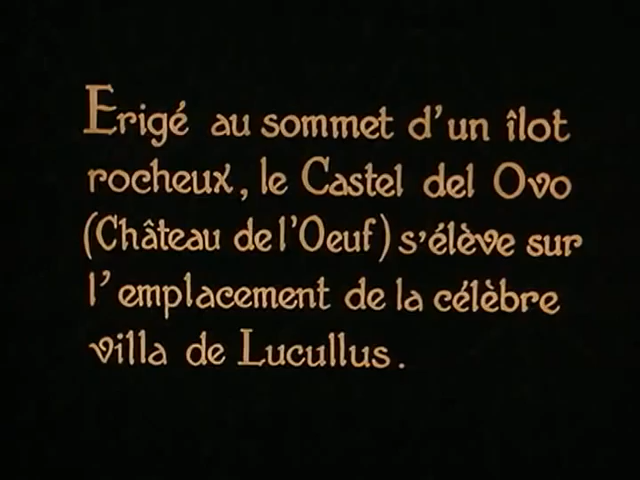 Erigé au sommet d'un îlot
rocheux, le Castel del Ovo
(Château de l'Oeuf) s'élève sur
l'emplacement de la célèbre
villa de Lucullus.